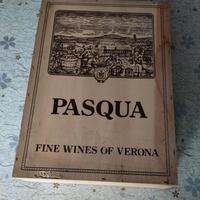 PASQUA
FINE WINES OF VERONA